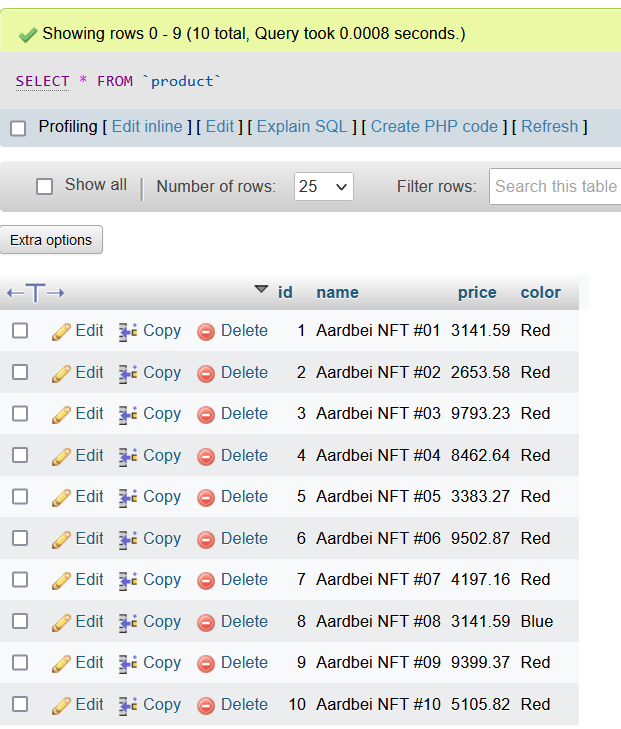 Showing rows 0 - 9 (10 total, Query took 0.0008 seconds.)
SELECT * FROM `product`
Profiling [ Edit inline ] [ Edit ] [ Explain SQL ] [ Create PHP code ] [ Refresh ]
Show all | Number of rows: 25 Filter rows: Search this table
Extra options
←T→ id name price color
Edit Copy Delete 1 Aardbei NFT #01 3141.59 Red
Edit Copy Delete 2 Aardbei NFT #02 2653.58 Red
Edit Copy Delete 3 Aardbei NFT #03 9793.23 Red
Edit Copy Delete 4 Aardbei NFT #04 8462.64 Red
Edit Copy Delete 5 Aardbei NFT #05 3383.27 Red
Edit Copy Delete 6 Aardbei NFT #06 9502.87 Red
Edit Copy Delete 7 Aardbei NFT #07 4197.16 Red
Edit Copy Delete 8 Aardbei NFT #08 3141.59 Blue
Edit Copy Delete 9 Aardbei NFT #09 9399.37 Red
Edit Copy Delete 10 Aardbei NFT #10 5105.82 Red